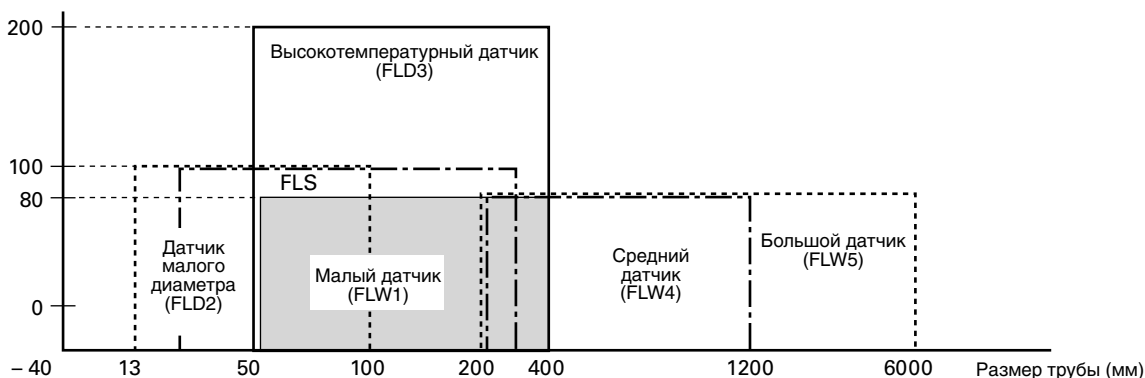 200
Высокотемпературный датчик
(FLD3)
100
FLS
80
Датчик
малого
диаметра
(FLD2)
Малый датчик
(FLW1)
Средний
датчик
(FLW4)
Большой датчик
(FLW5)
0
– 40
13
50
100
200
400
1200
6000
Размер трубы (мм)